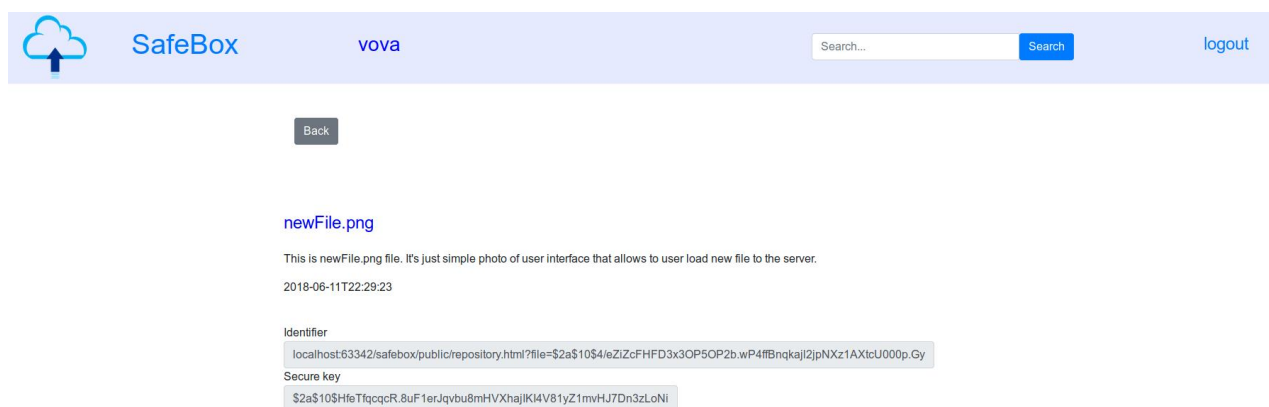 SafeBox vova Search... Search logout
Back
newFile.png
This is newFile.png file. It's just simple photo of user interface that allows to user load new file to the server.
2018-06-11T22:29:23
Identifier
localhost:63342/safebox/public/repository.html?file=$2a$10$4/eZiZcFHFD3x3OP5OP2b.wP4ffBnqkajl2jpNXz1AXtcU000p.Gy
Secure key
$2a$10$HfeTfqcqcR.8uF1erJqvbu8mHVXhajlKl4V81yZ1mvHJ7Dn3zLoNi